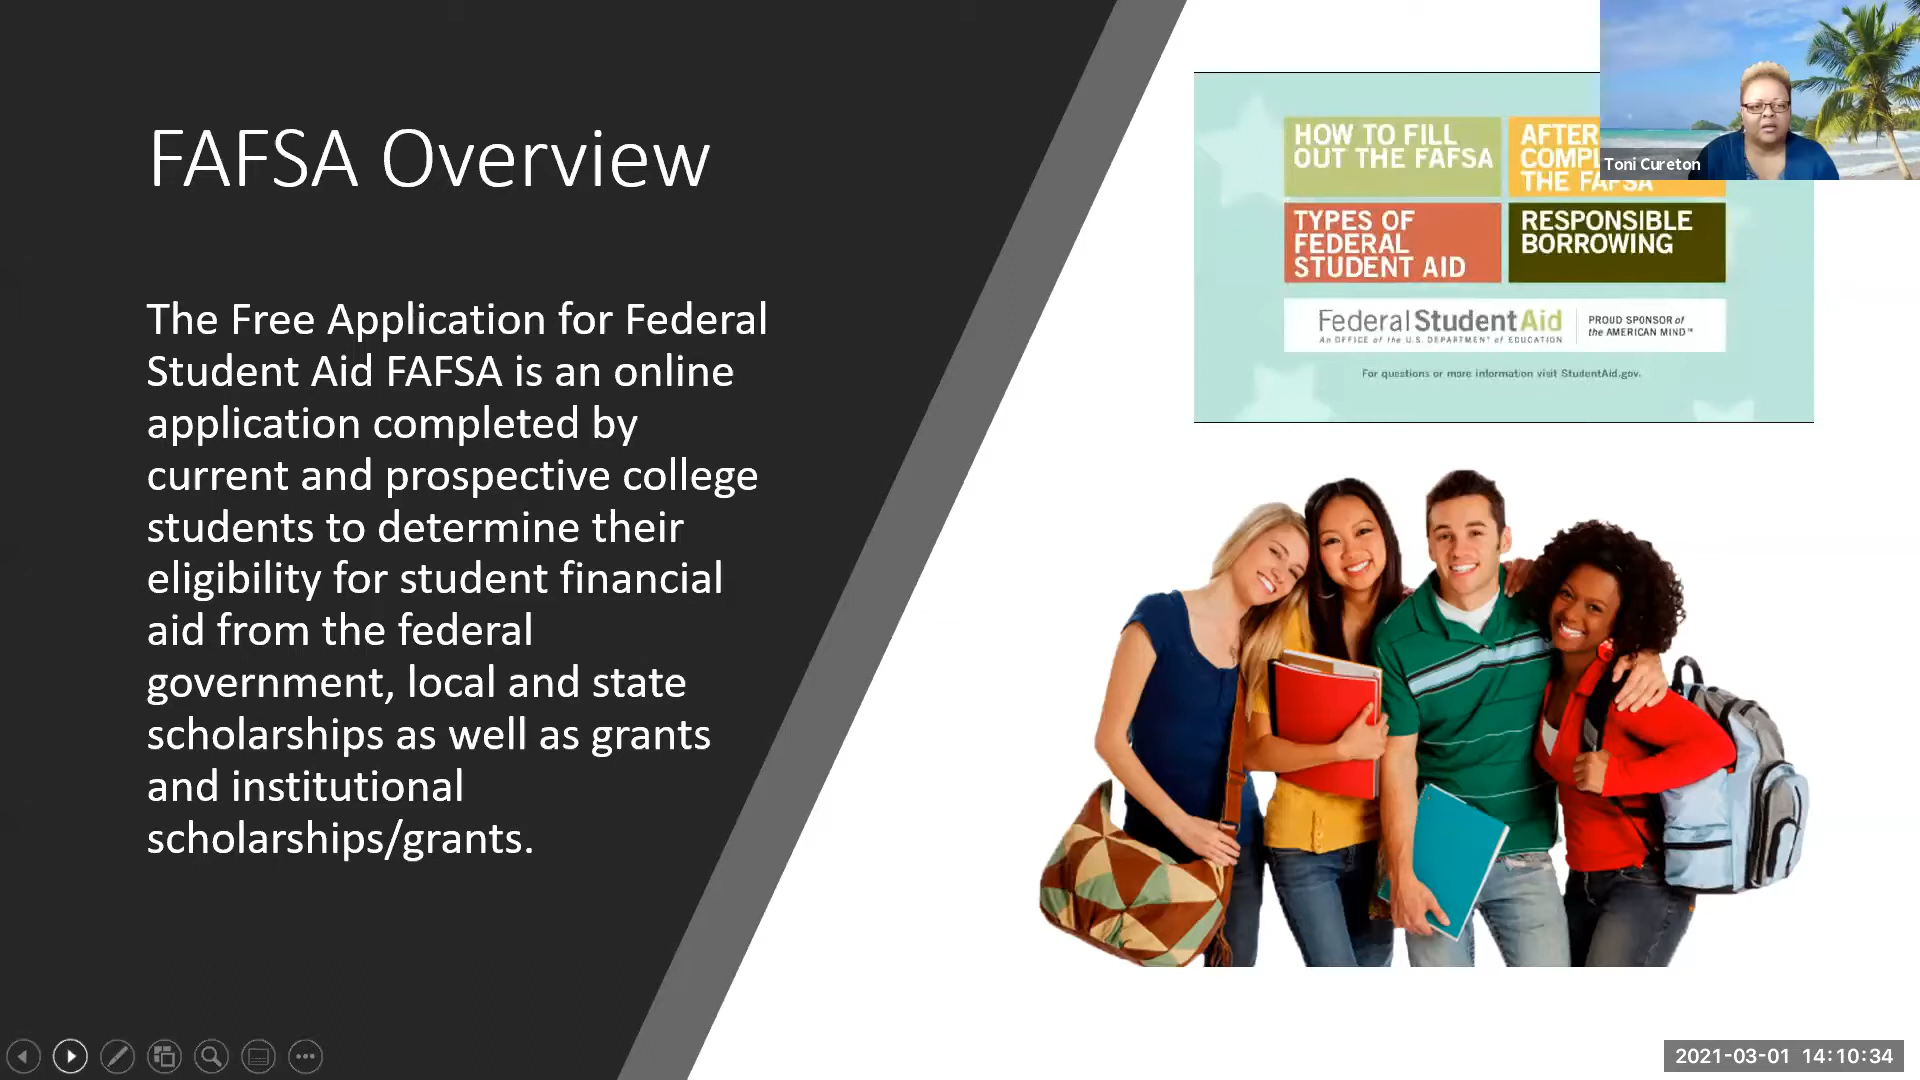 FAFSA Overview
The Free Application for Federal
Student Aid FAFSA is an online
application completed by
current and prospective college
students to determine their
eligibility for student financial
aid from the federal
government, local and state
scholarships as well as grants
and institutional
scholarships/grants.
HOW TO FILL
OUT THE FAFSA
AFTER
COMPL
THE FAFSA
TYPES OF
FEDERAL
STUDENT AID
RESPONSIBLE
BORROWING
Federal Student Aid
An OFFICE of the U.S. DEPARTMENT of EDUCATION
PROUD SPONSOR of
the AMERICAN MIND™
For questions or more information visit StudentAid.gov.
Toni Cureton
2021-03-01 14:10:34